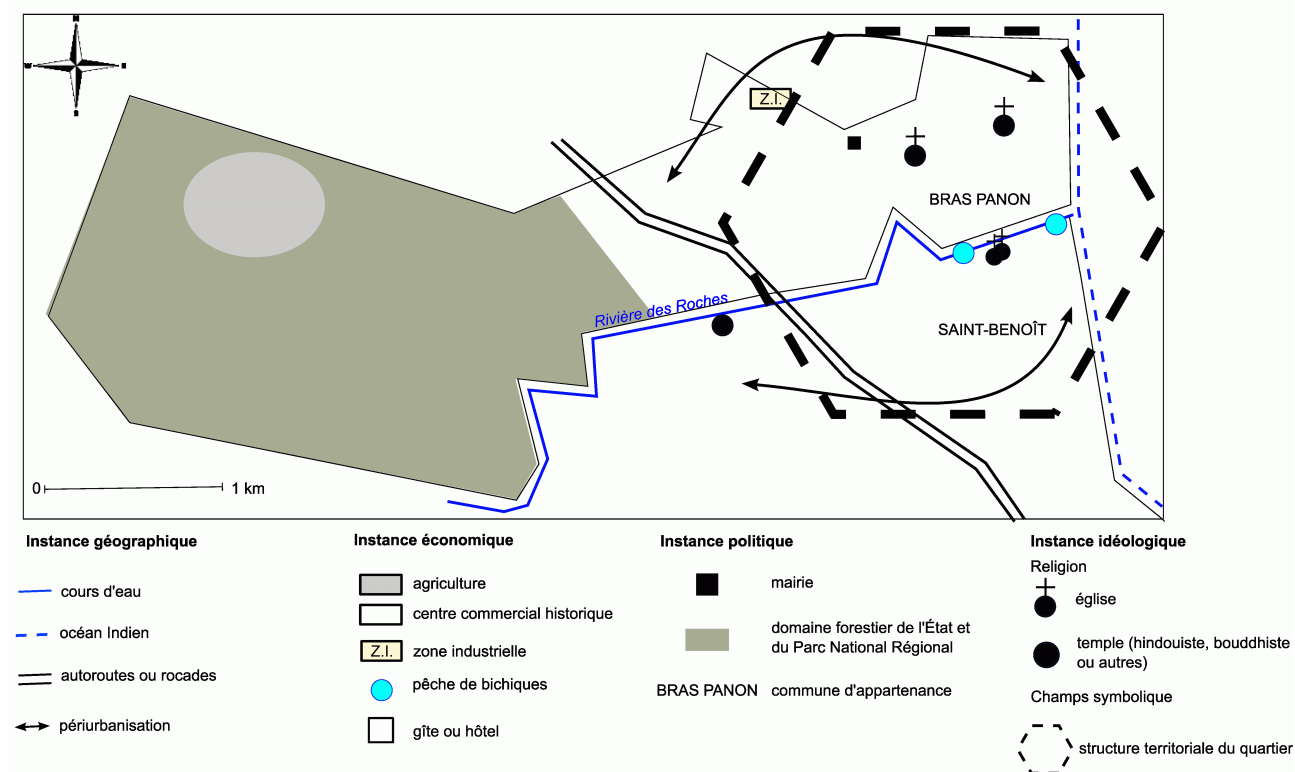 N
Z.I.
BRAS PANON
Rivière des Roches
SAINT-BENOÎT
0
1 km
Instance géographique
cours d'eau
océan Indien
autoroutes ou rocades
périurbanisation
Instance économique
agriculture
centre commercial historique
Z.I.
zone industrielle
pêche de bichiques
gîte ou hôtel
Instance politique
mairie
domaine forestier de l'État et
du Parc National Régional
BRAS PANON
commune d'appartenance
Instance idéologique
Religion
église
temple (hindouiste, bouddhiste
ou autres)
Champs symbolique
structure territoriale du quartier